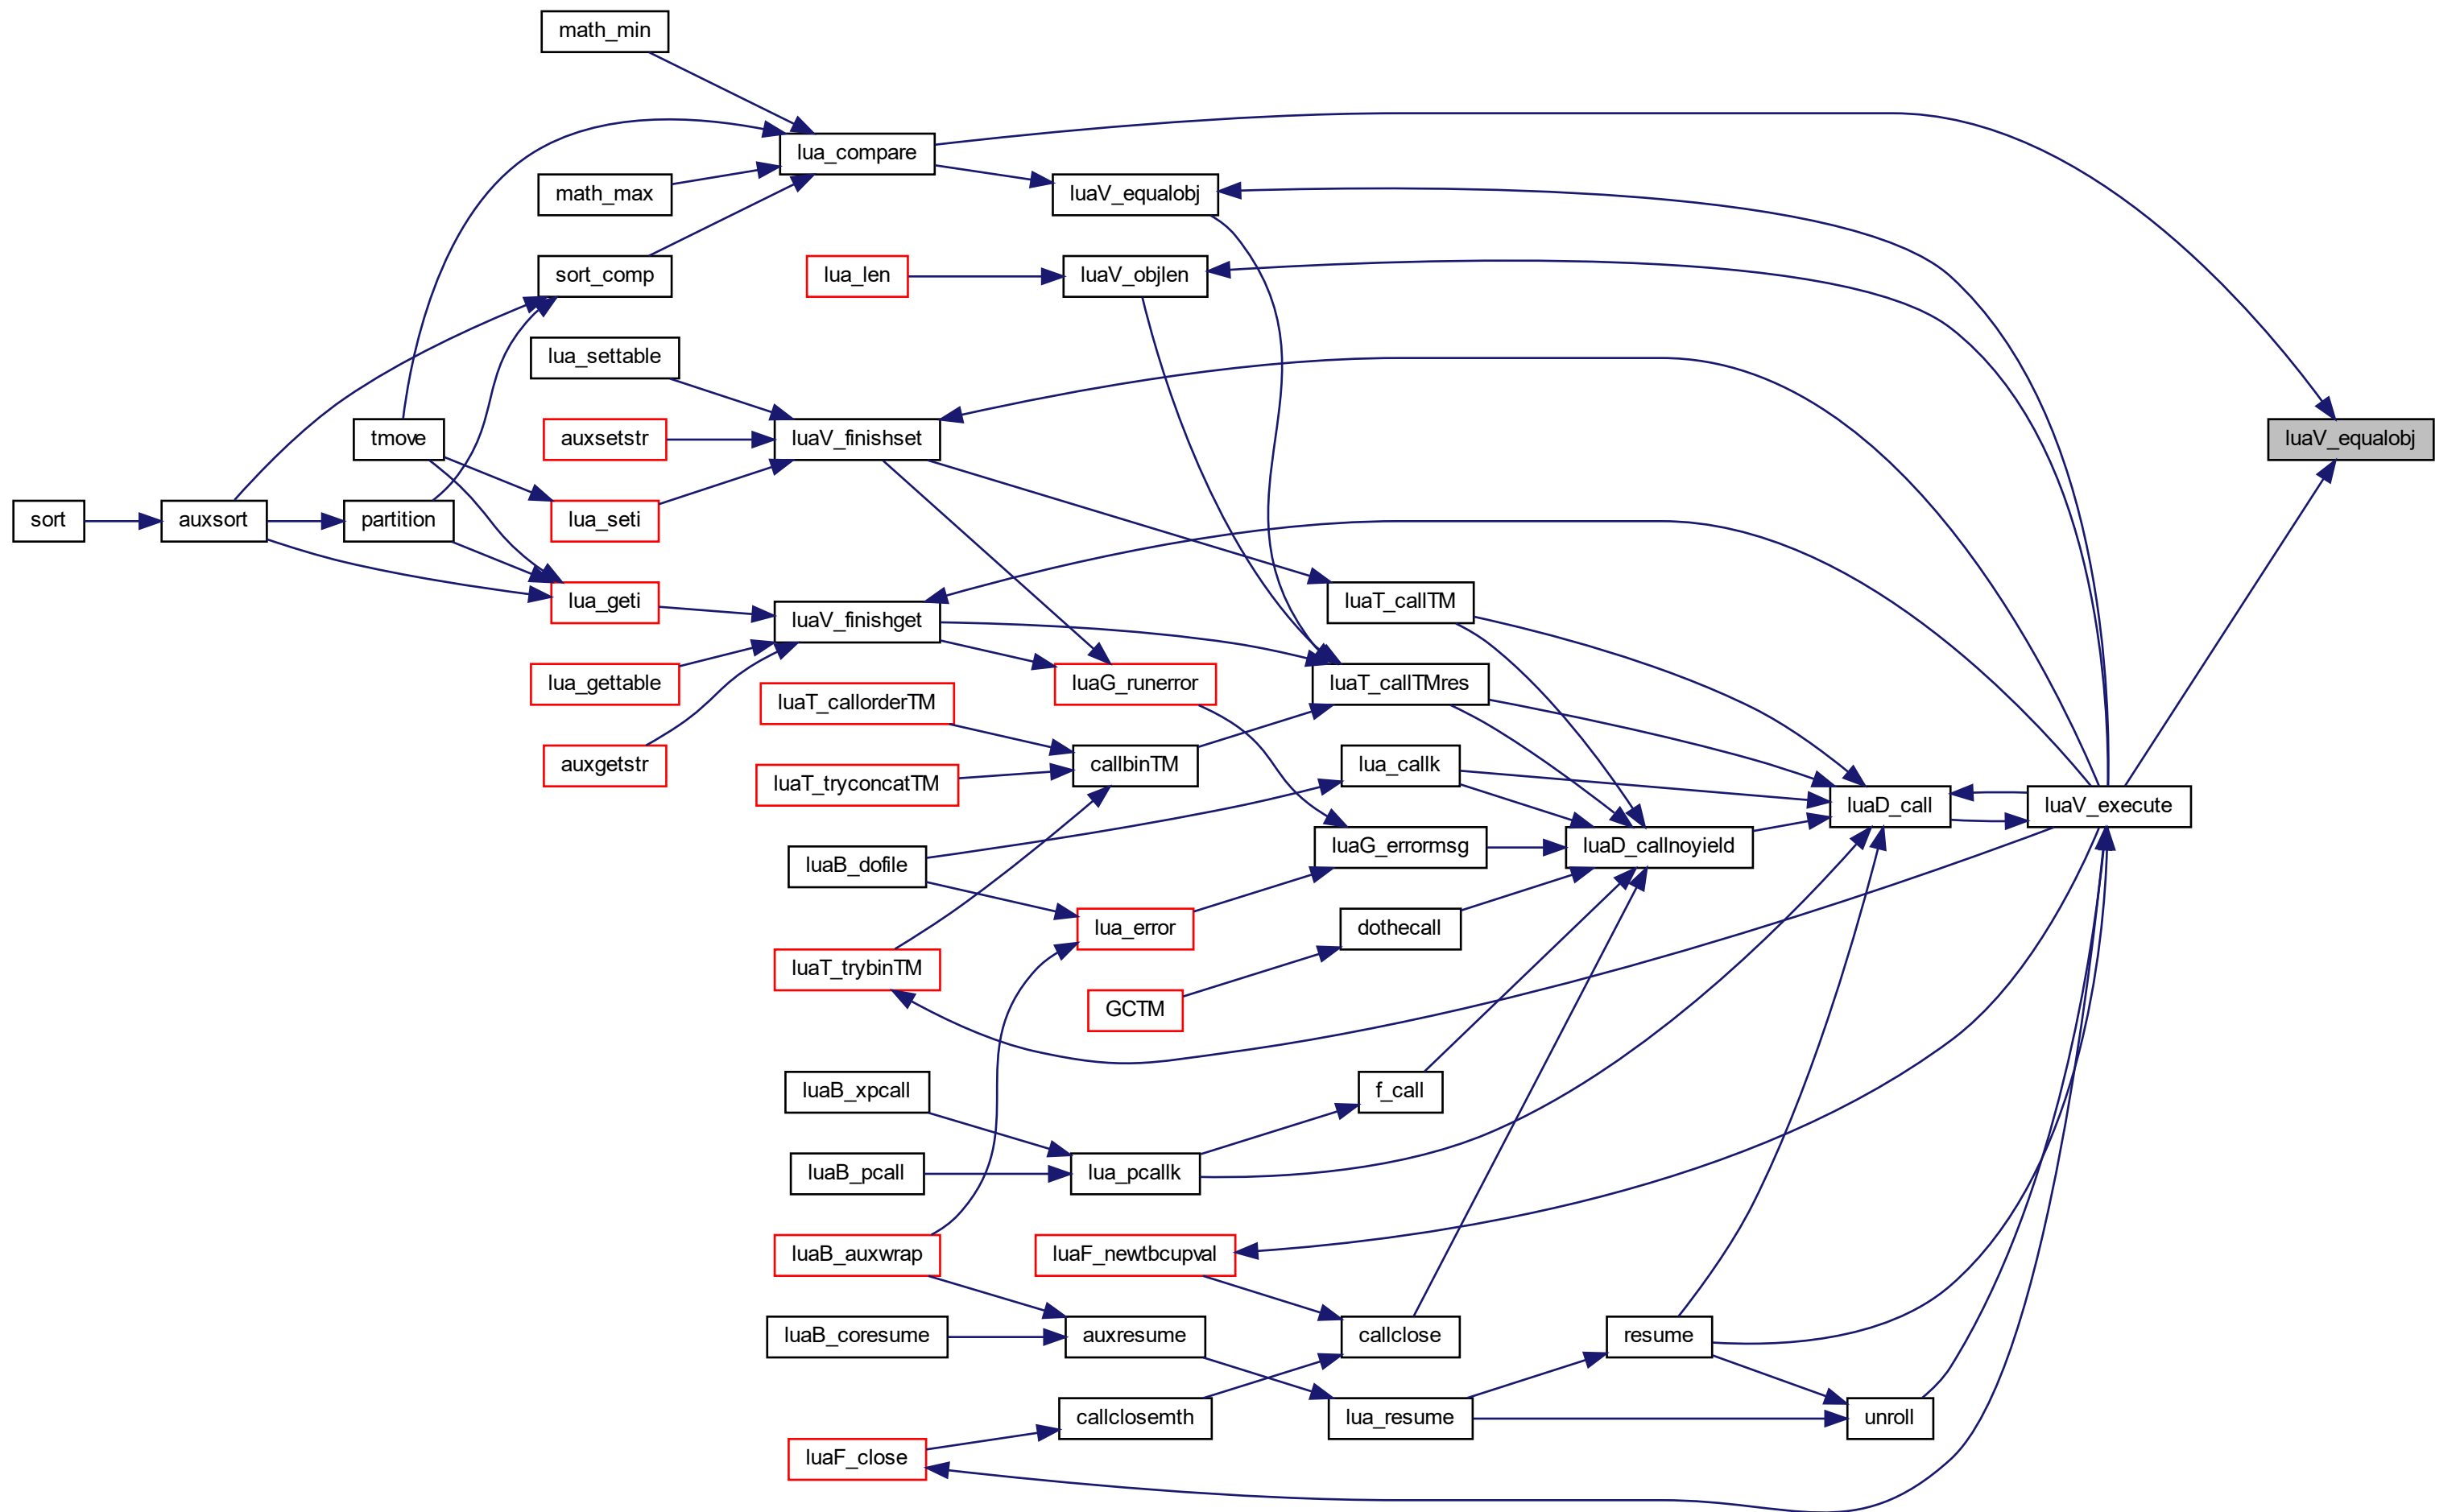 math_min
lua_compare
math_max
luaV_equalobj
sort_comp
lua_len
luaV_objlen
lua_settable
tmove
auxsetstr
luaV_finishset
luaV_equalobj
sort
auxsort
partition
lua_seti
lua_geti
luaV_finishget
luaT_callTM
lua_gettable
luaG_runerror
luaT_callTMres
luaT_callorderTM
auxgetstr
luaT_tryconcatTM
callbinTM
lua_callk
luaD_call
luaV_execute
luaB_dofile
luaG_errormsg
luaD_callnoyield
lua_error
dothecall
luaT_trybinTM
GCTM
luaB_xpcall
f_call
luaB_pcall
lua_pcallk
luaB_auxwrap
luaF_newtbcupval
luaB_coresume
auxresume
callclose
resume
callclosemth
lua_resume
unroll
luaF_close